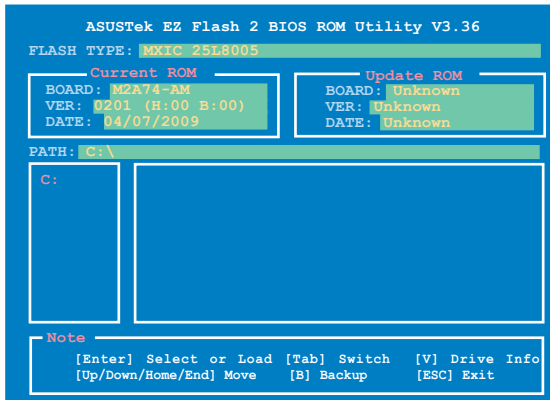 ASUSTek EZ Flash 2 BIOS ROM Utility V3.36
FLASH TYPE: MXIC 25L8005
Current ROM
BOARD: M2A74-AM
VER: 0201 (H:00 B:00)
DATE: 04/07/2009
Update ROM
BOARD: Unknown
VER: Unknown
DATE: Unknown
PATH: C:\
C:
Note
[Enter] Select or Load [Tab] Switch [V] Drive Info
[Up/Down/Home/End] Move [B] Backup [ESC] Exit